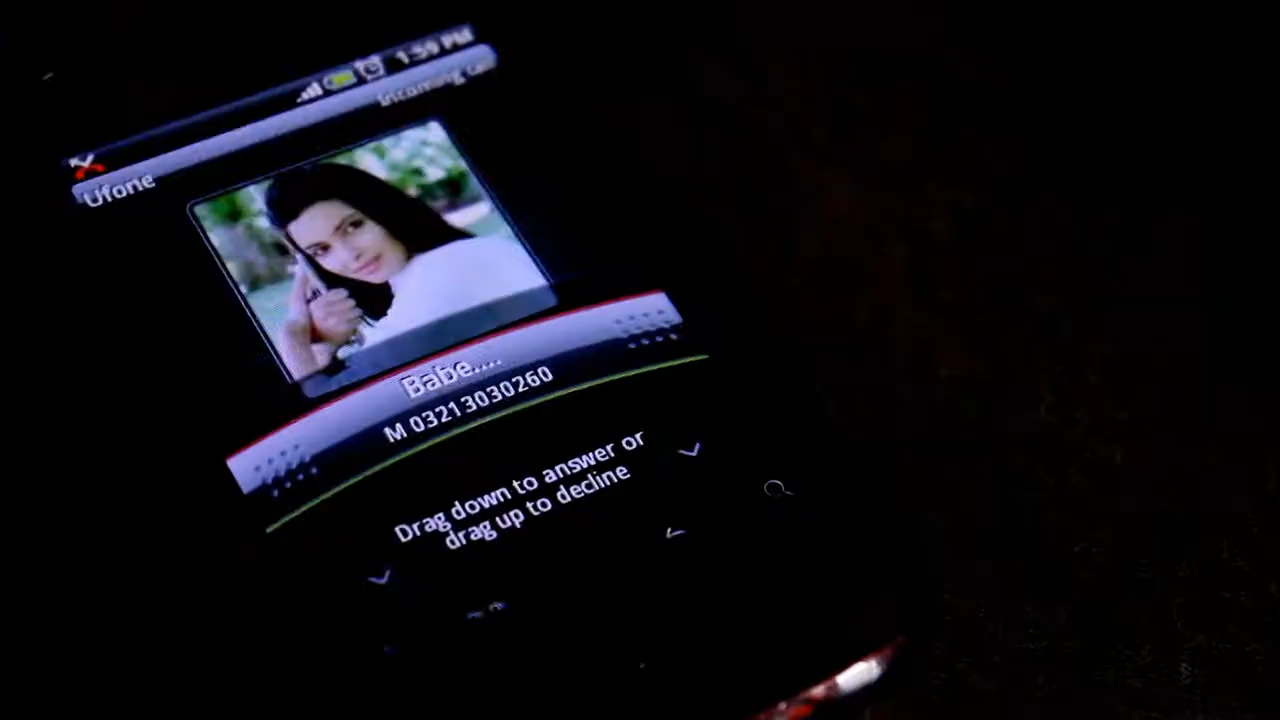 1:59 PM
Incoming call
Ufone
Babe....
M 03213030260
Drag down to answer or
drag up to decline